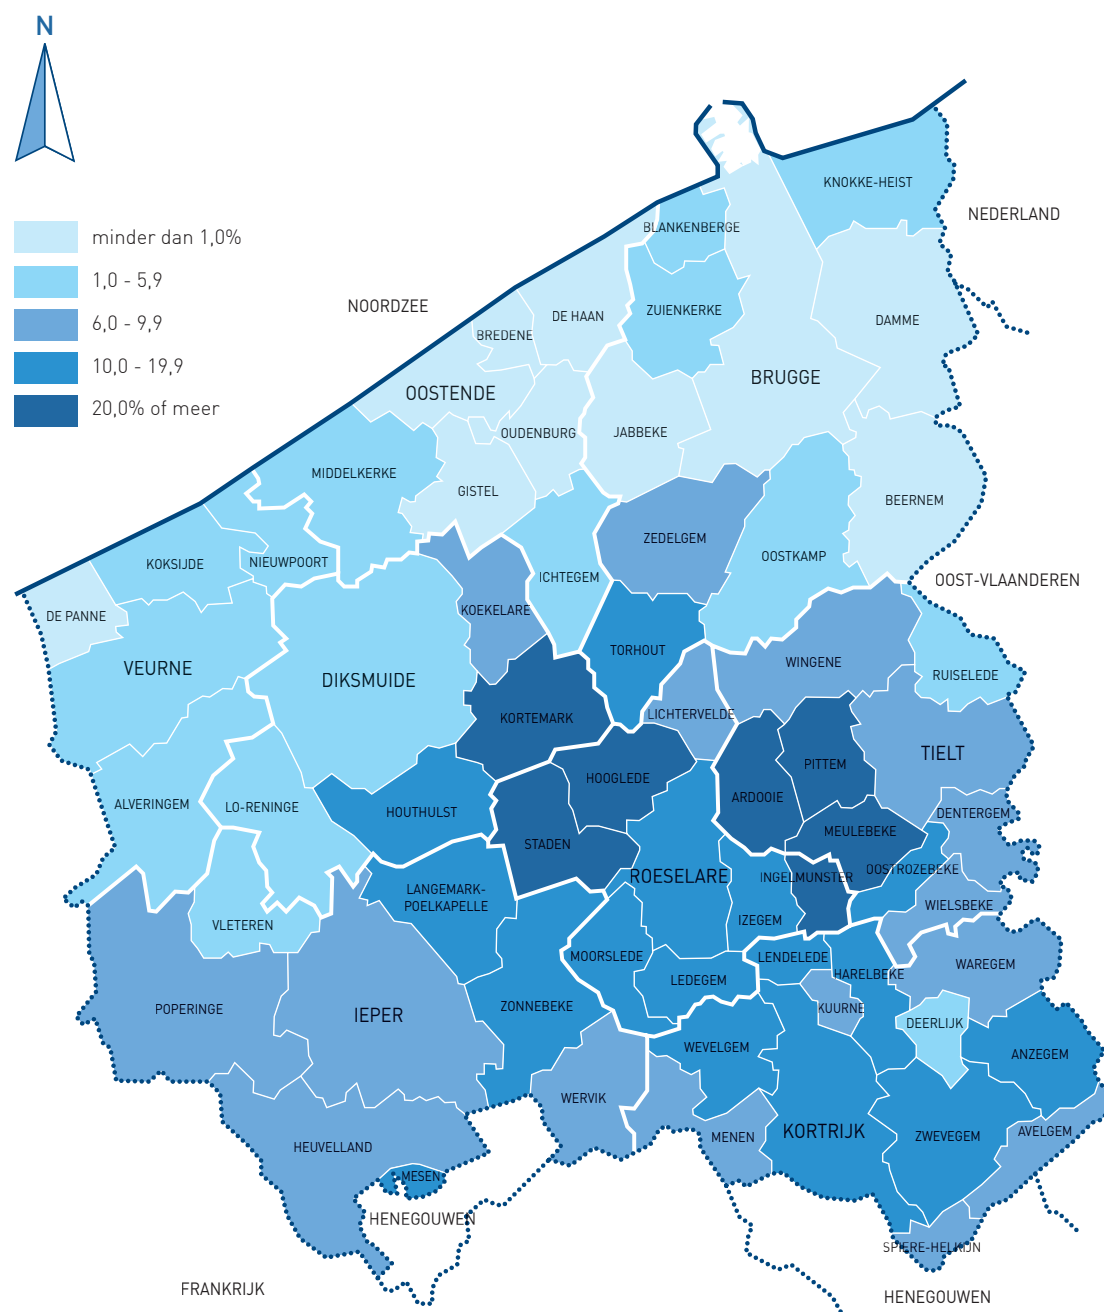 N
minder dan 1,0%
1,0 - 5,9
6,0 - 9,9
10,0 - 19,9
20,0% of meer
KNOKKE-HEIST
NEDERLAND
BLANKENBERGE
NOORDZEE
ZUIENKERKE
DE HAAN
DAMME
BREDENE
BRUGGE
OOSTENDE
OUDENBURG
JABBEKE
MIDDELKERKE
GISTEL
BEERNEM
ZEDELGEM
OOSTKAMP
KOKSIJDE
NIEUWPOORT
ICHTEGEM
OOST-VLAANDEREN
DE PANNE
KOEKELARE
TORHOUT
WINGENE
VEURNE
DIKSMUIDE
RUISELEDE
KORTEMARK
LICHTERVELDE
TIELT
PITTEM
HOOGLEDE
ARDOOIE
ALVERINGEM
LO-RENINGE
HOUTHULST
DENTERGEM
MEULEBEKE
STADEN
ROESELARE
INGELMUNSTER
OOSTROZEBEKE
LANGEMARK-
POELKAPELLE
WIELSBEKE
VLETEREN
IZEGEM
MOORSLEDE
LENDELEDE
WAREGEM
HARELBEKE
LEDEGEM
POPERINGE
IEPER
ZONNEBEKE
KUURNE
DEERLIJK
WEVELGEM
ANZEGEM
WERVIK
MENEN
KORTRIJK
ZWEVEGEM
AVELGEM
HEUVELLAND
MESEN
HENEGOUWEN
SPIERE-HELKIJN
FRANKRIJK
HENEGOUWEN